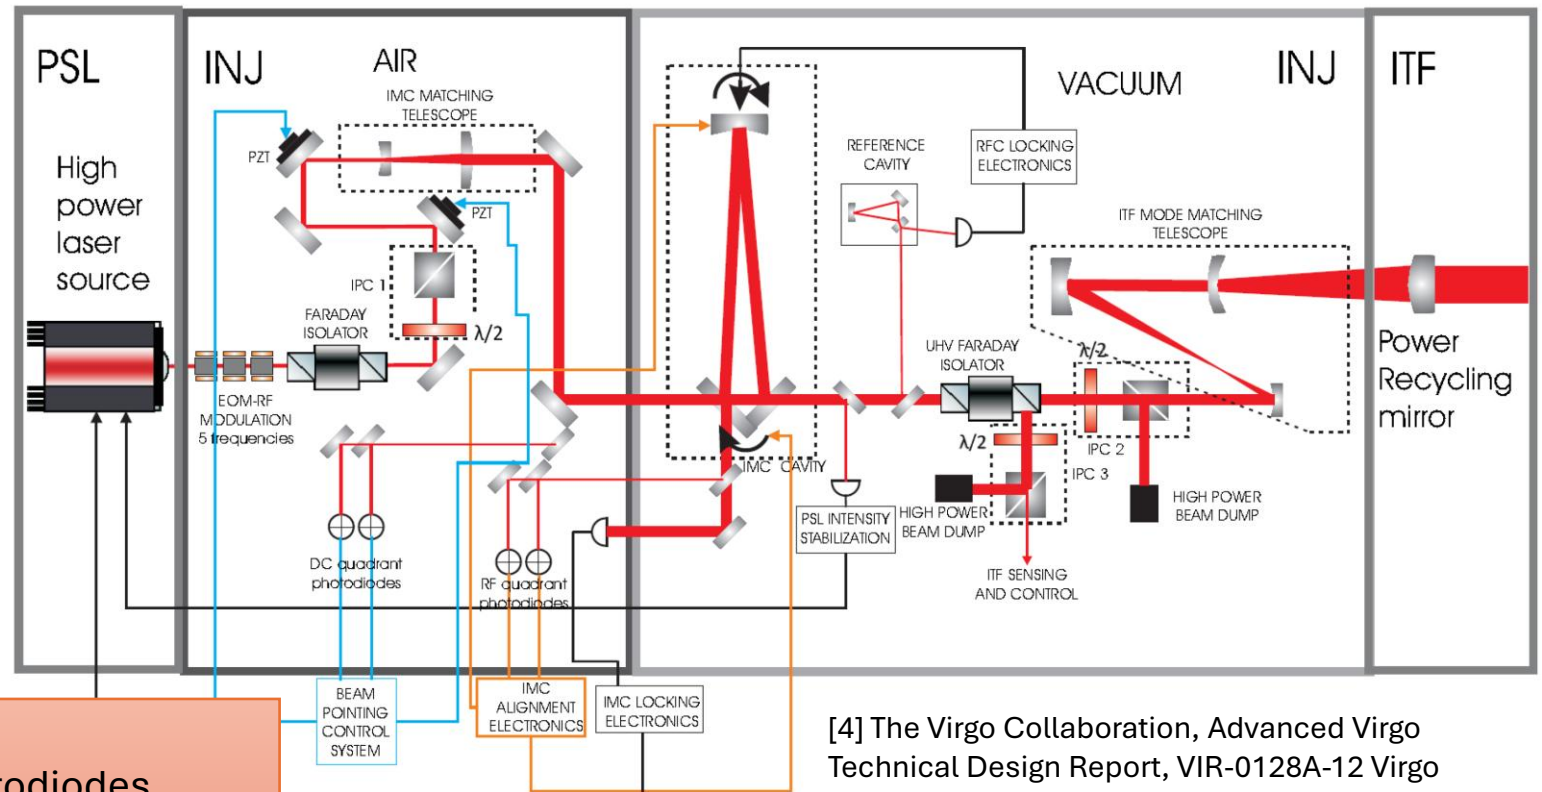 PSL
High
power
laser
source
INJ
AIR
IMC MATCHING
TELESCOPE
PZT
PZT
IPC 1
λ/2
FARADAY
ISOLATOR
EOM-RF
MODULATION
5 frequencies
DC quadrant
photodiodes
RF quadrant
photodiodes
BEAM
POINTING
CONTROL
SYSTEM
IMC
ALIGNMENT
ELECTRONICS
IMC LOCKING
ELECTRONICS
VACUUM
INJ
REFERENCE
CAVITY
RFC LOCKING
ELECTRONICS
ITF MODE MATCHING
TELESCOPE
UHV FARADAY
ISOLATOR
λ/2
IPC 2
λ/2
IPC 3
IMC CAVITY
PSL INTENSITY
STABILIZATION
HIGH POWER
BEAM DUMP
HIGH POWER
BEAM DUMP
ITF SENSING
AND CONTROL
ITF
Power
Recycling
mirror
todiodes
[4] The Virgo Collaboration, Advanced Virgo
Technical Design Report, VIR-0128A-12 Virgo